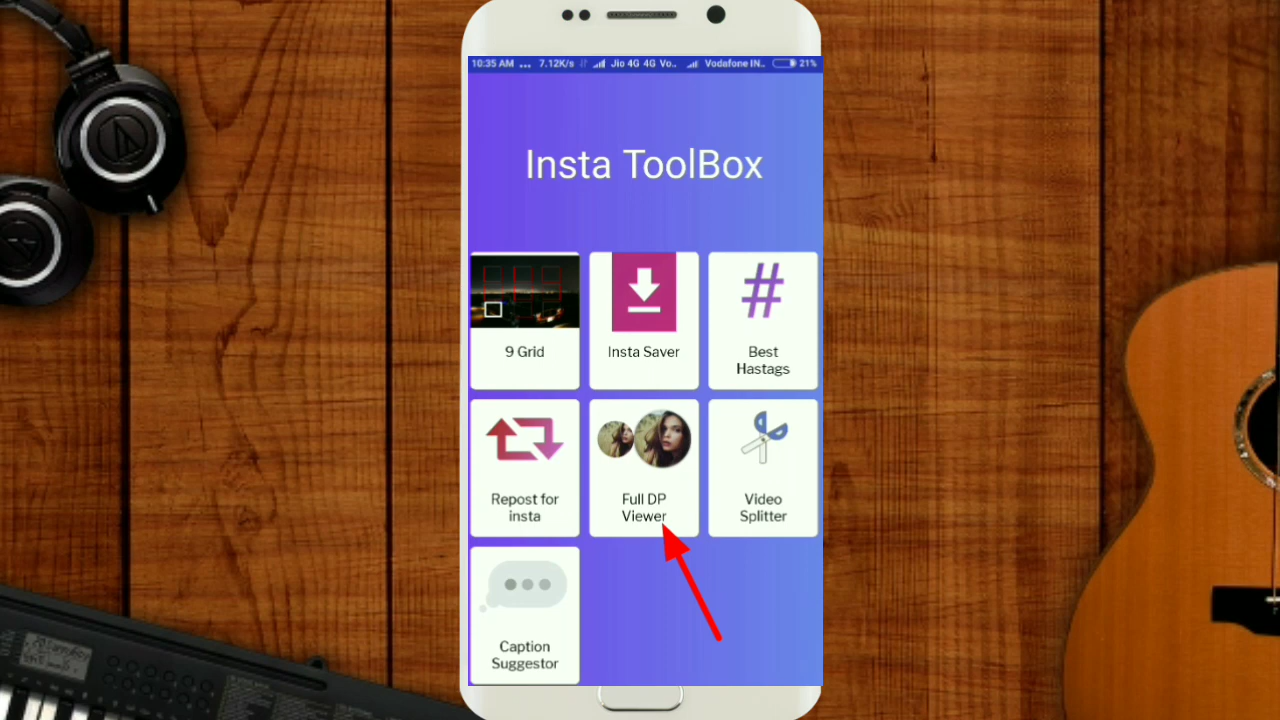 10:35 AM ... 7.12K/s Jio 4G 4G Vo.. Vodafone IN.. 21%
Insta ToolBox
9 Grid
Insta Saver
#
Best
Hastags
Repost for
insta
Full DP
Viewer
Video
Splitter
Caption
Suggestor